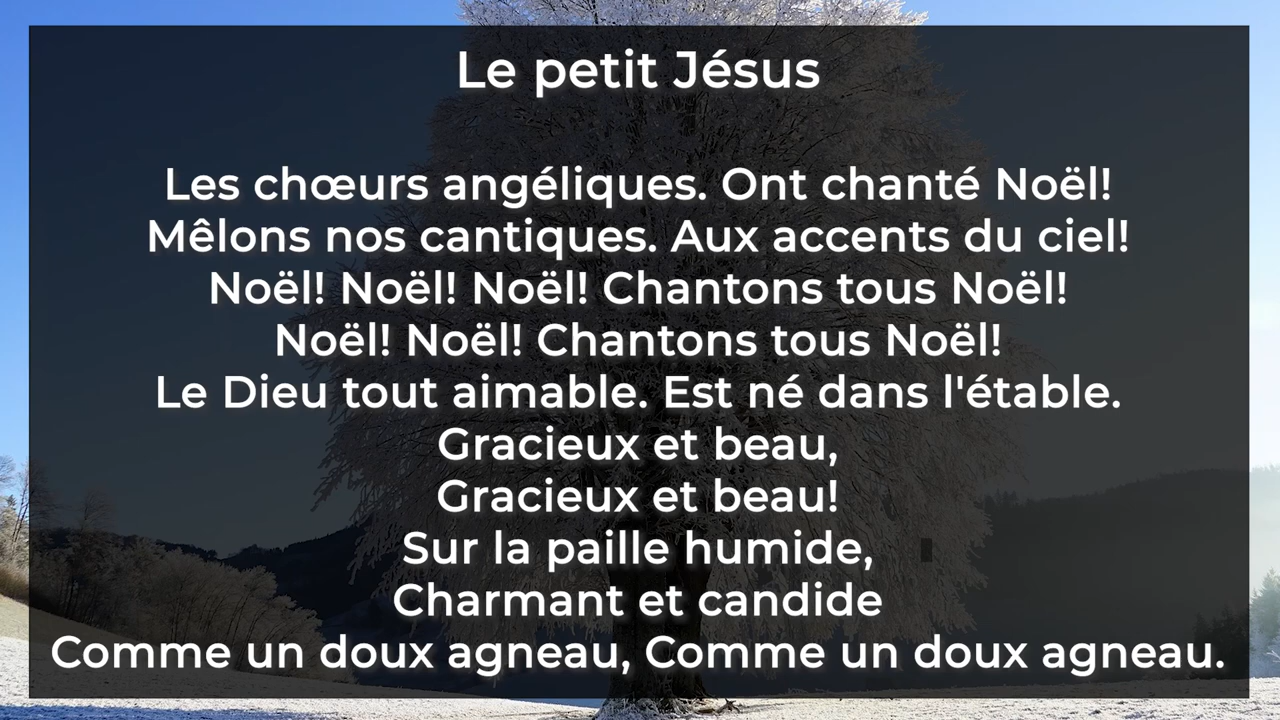 Le petit Jésus
Les chœurs angéliques. Ont chanté Noël!
Mêlons nos cantiques. Aux accents du ciel!
Noël! Noël! Noël! Chantons tous Noël!
Noël! Noël! Chantons tous Noël!
Le Dieu tout aimable. Est né dans l'étable.
Gracieux et beau,
Gracieux et beau!
Sur la paille humide,
Charmant et candide
Comme un doux agneau, Comme un doux agneau.